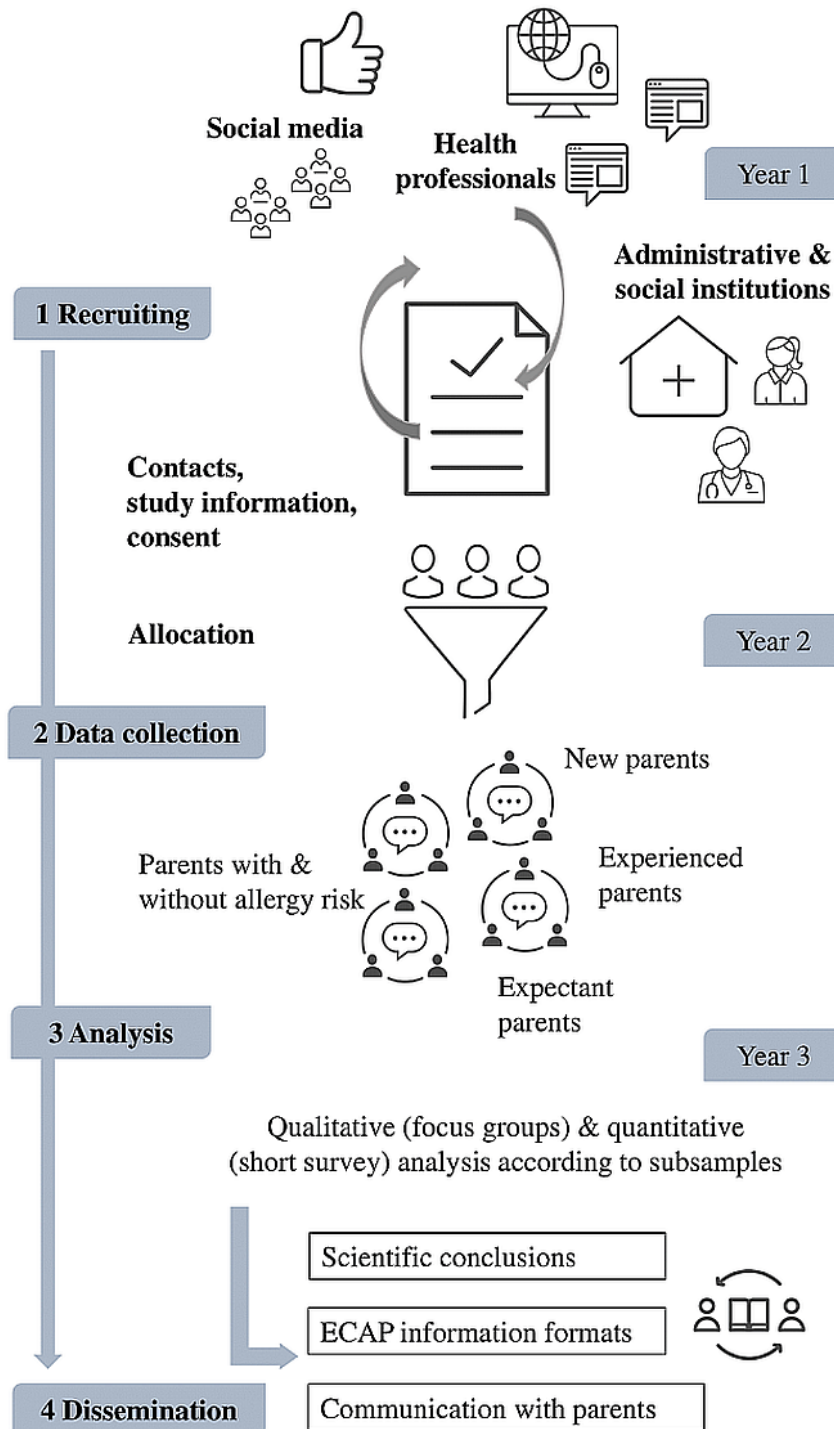 Social media
Health
professionals
Year 1
Administrative &
social institutions
1 Recruiting
Contacts,
study information,
consent
Allocation
Year 2
2 Data collection
New parents
Parents with &
without allergy risk
Experienced
parents
Expectant
parents
3 Analysis
Year 3
Qualitative (focus groups) & quantitative
(short survey) analysis according to subsamples
Scientific conclusions
ECAP information formats
4 Dissemination
Communication with parents